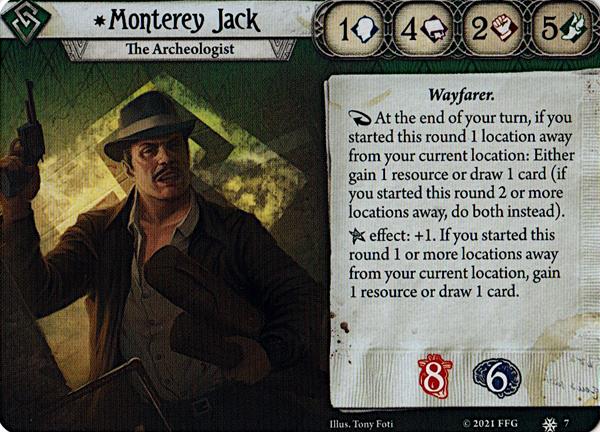 *Monterey Jack
The Archeologist
1 4 2 5
Wayfarer.
At the end of your turn, if you
started this round 1 location away
from your current location: Either
gain 1 resource or draw 1 card (if
you started this round 2 or more
locations away, do both instead).
effect: +1. If you started this
round 1 or more locations away
from your current location, gain
1 resource or draw 1 card.
8 6
Illus. Tony Foti
© 2021 FFG
7